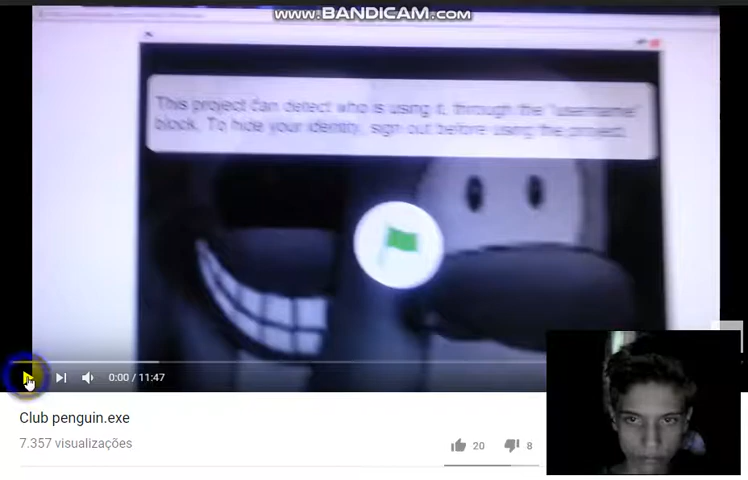 www.BANDICAM.com
This project can detect who is using it, through the "username"
block. To hide your identity, sign out before using the project.
0:00 / 11:47
Club penguin.exe
7.357 visualizações
20
8